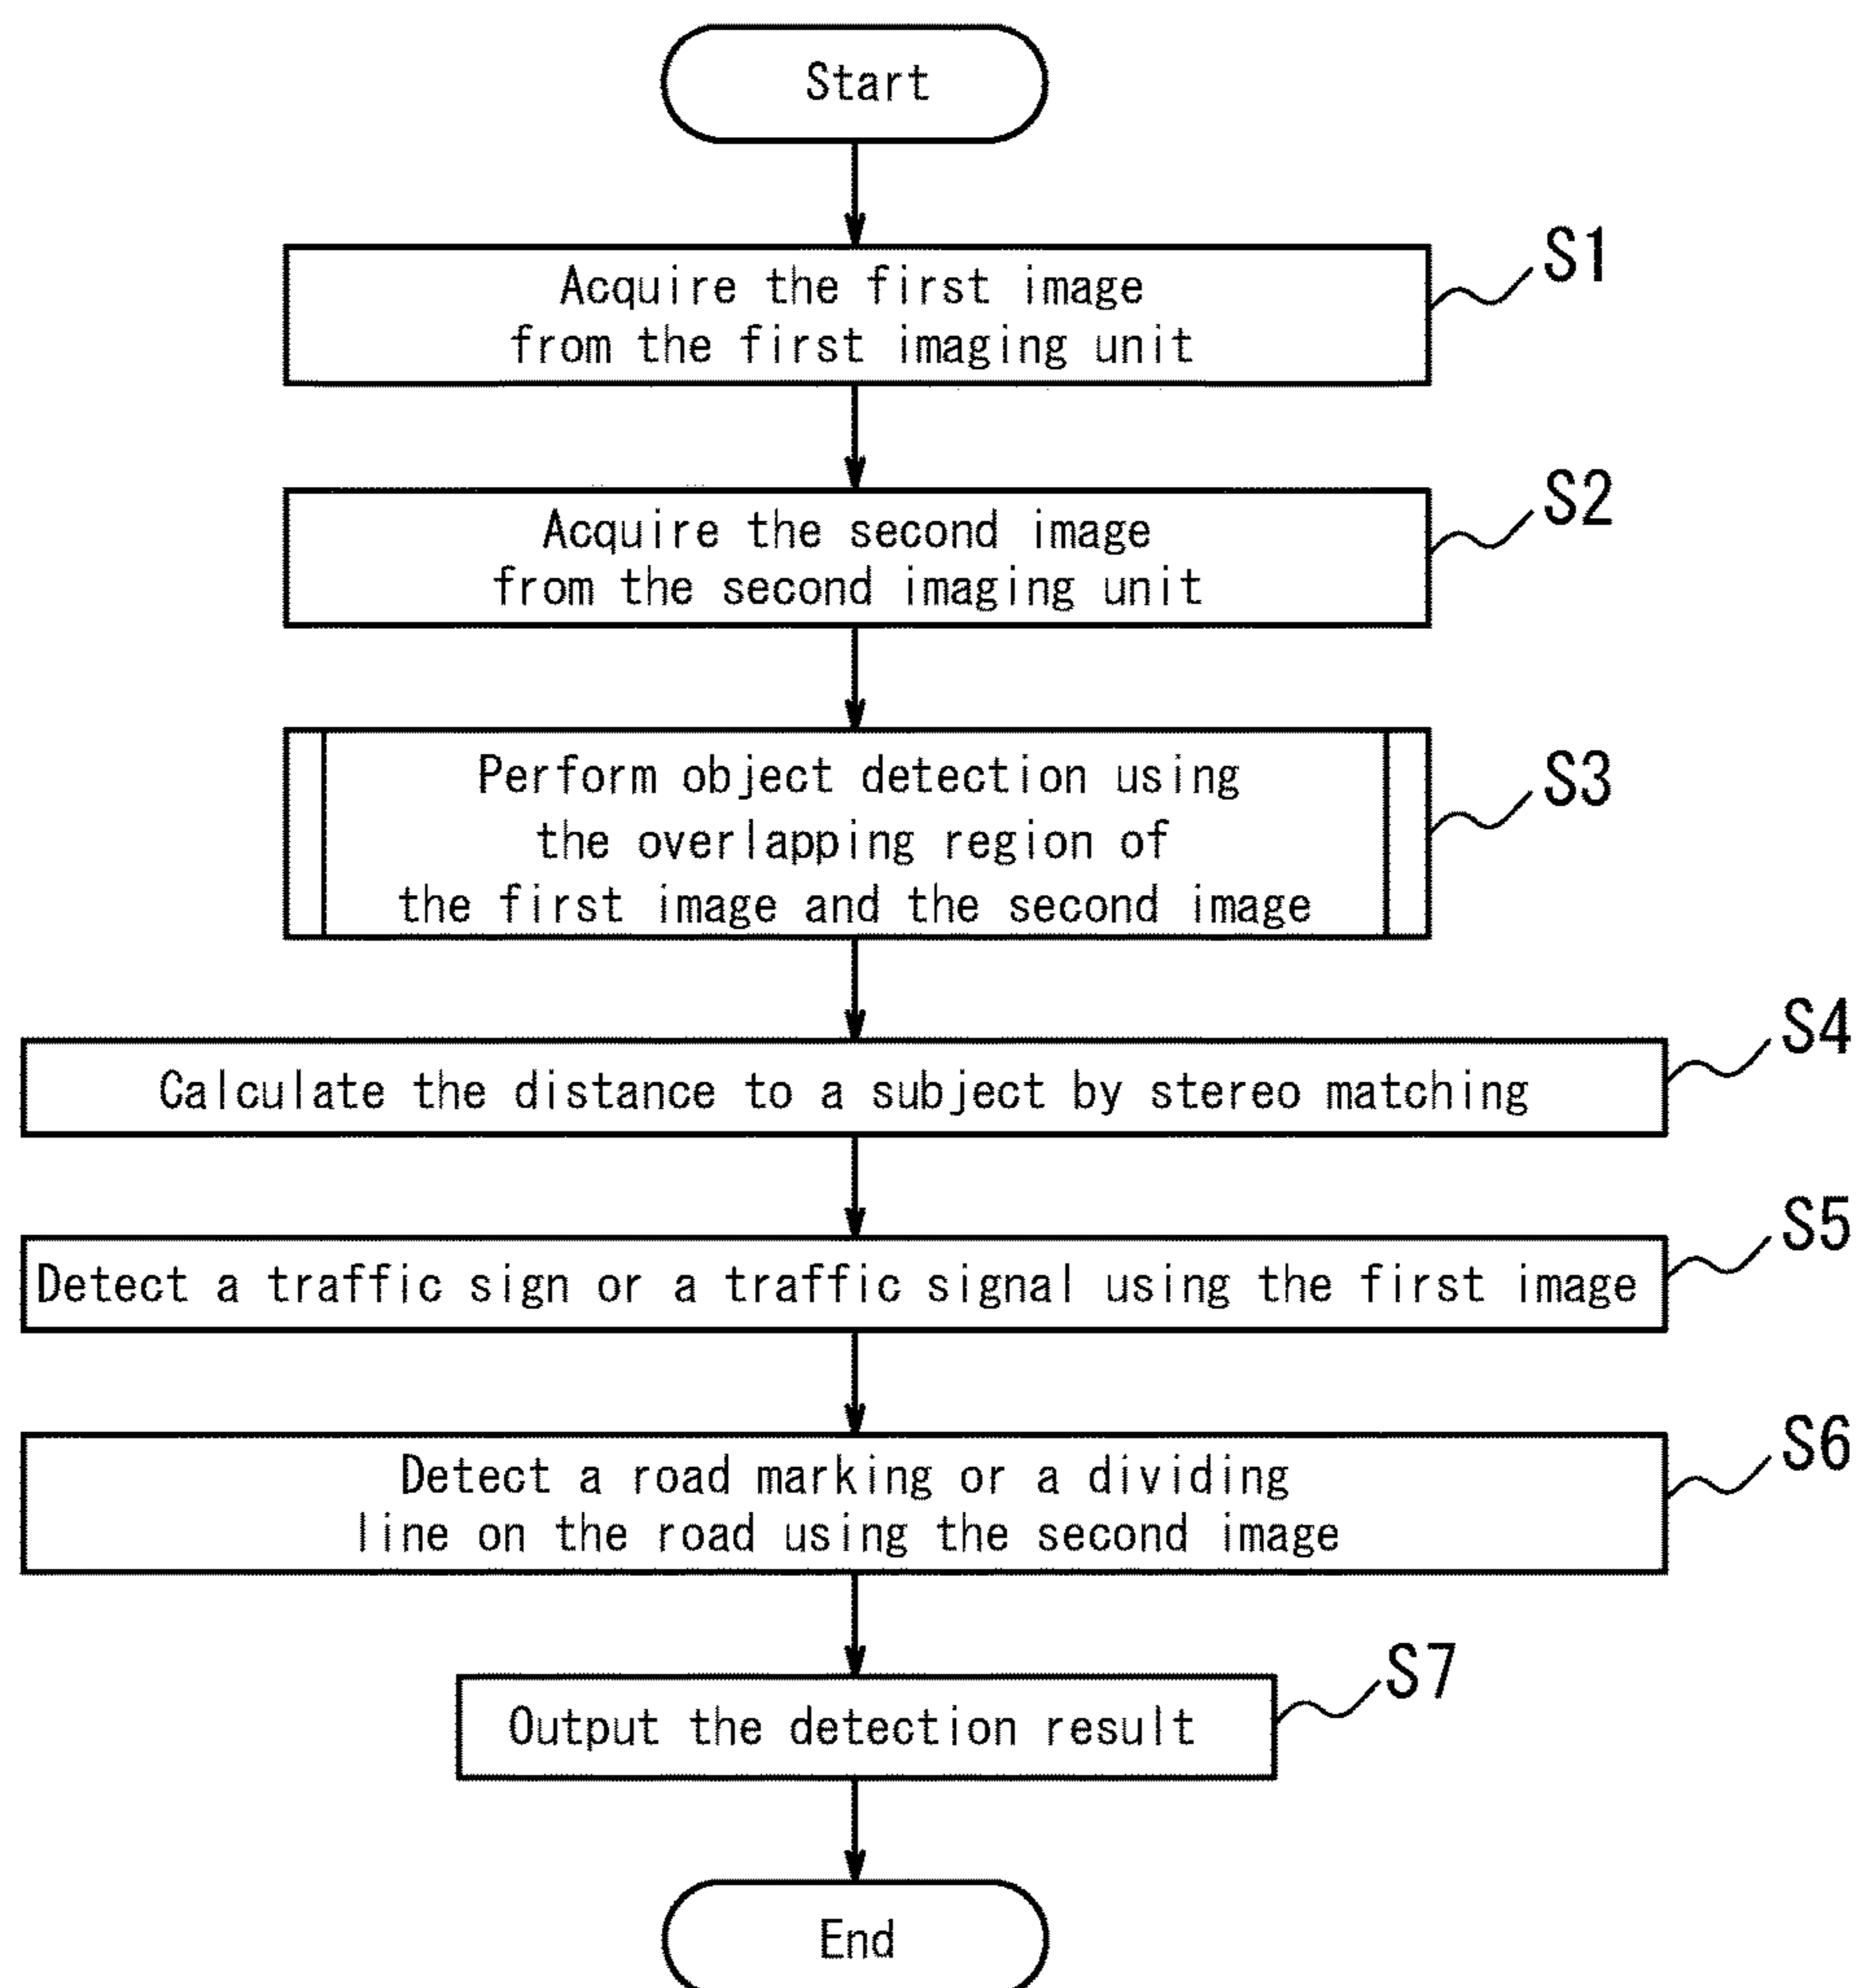 Start
Acquire the first image
from the first imaging unit
S1
Acquire the second image
from the second imaging unit
S2
Perform object detection using
the overlapping region of
the first image and the second image
S3
Calculate the distance to a subject by stereo matching
S4
Detect a traffic sign or a traffic signal using the first image
S5
Detect a road marking or a dividing
line on the road using the second image
S6
Output the detection result
S7
End